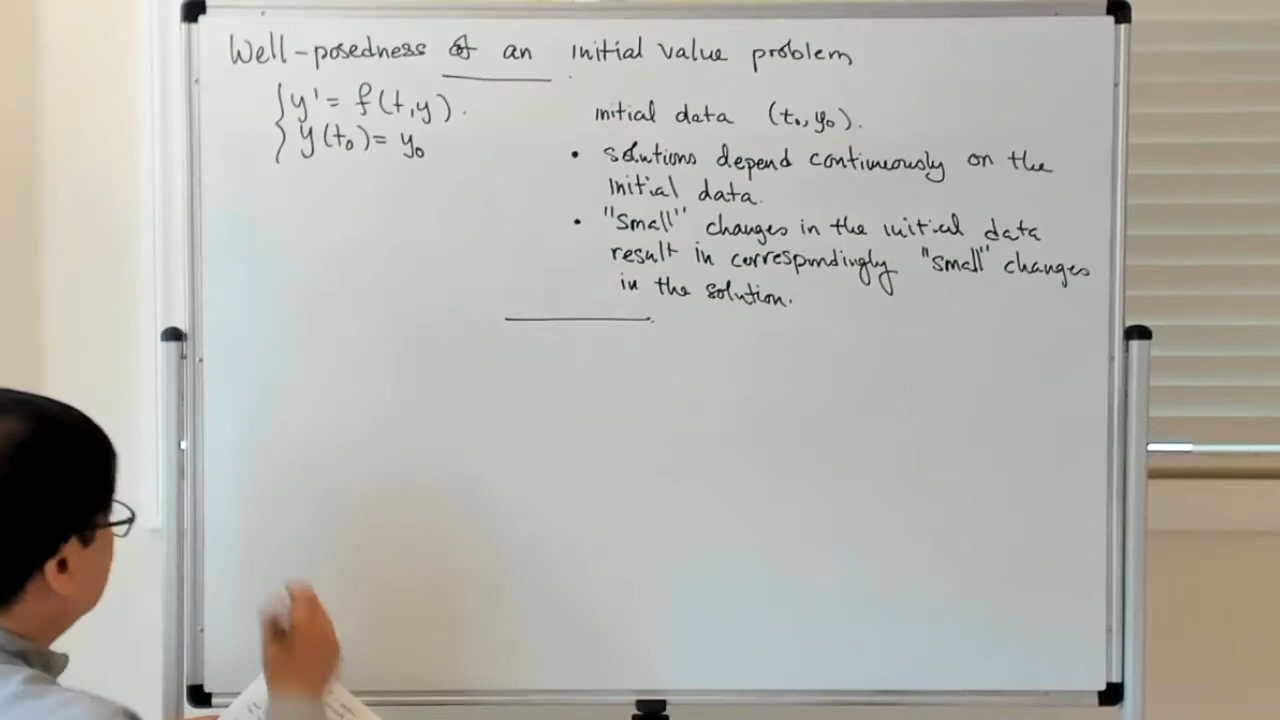 Well-posedness of an initial value problem
y' = f(t,y).
y(t₀) = y₀
initial data (t₀, y₀).
• solutions depend continuously on the
initial data.
• "small" changes in the initial data
result in correspondingly "small" changes
in the solution.